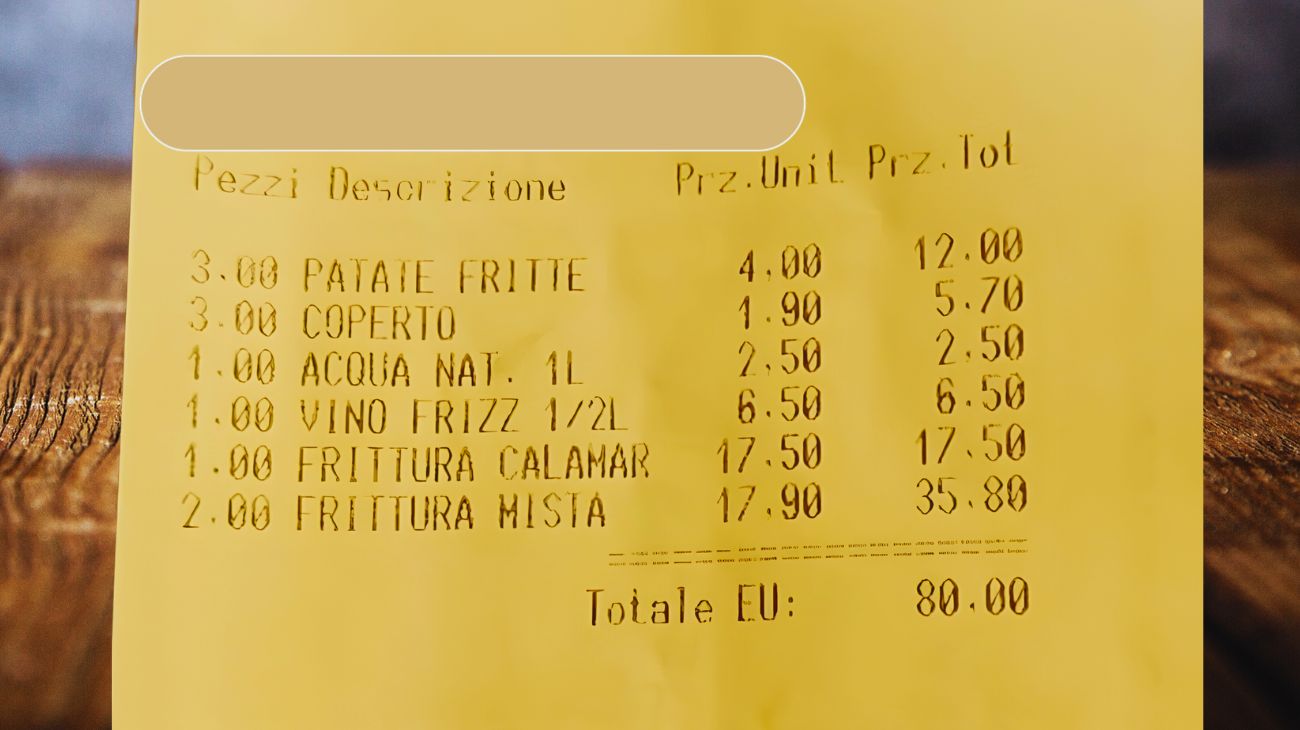 Pezzi Descrizione Prz.Unit Prz.Tot
3.00 PATATE FRITTE 4,00 12.00
3.00 COPERTO 1.90 5.70
1.00 ACQUA NAT. 1L 2,50 2.50
1.00 VINO FRIZZ 1/2L 6.50 6.50
1.00 FRITTURA CALAMAR 17.50 17.50
2.00 FRITTURA MISTA 17.90 35.80
Totale EU: 80.00